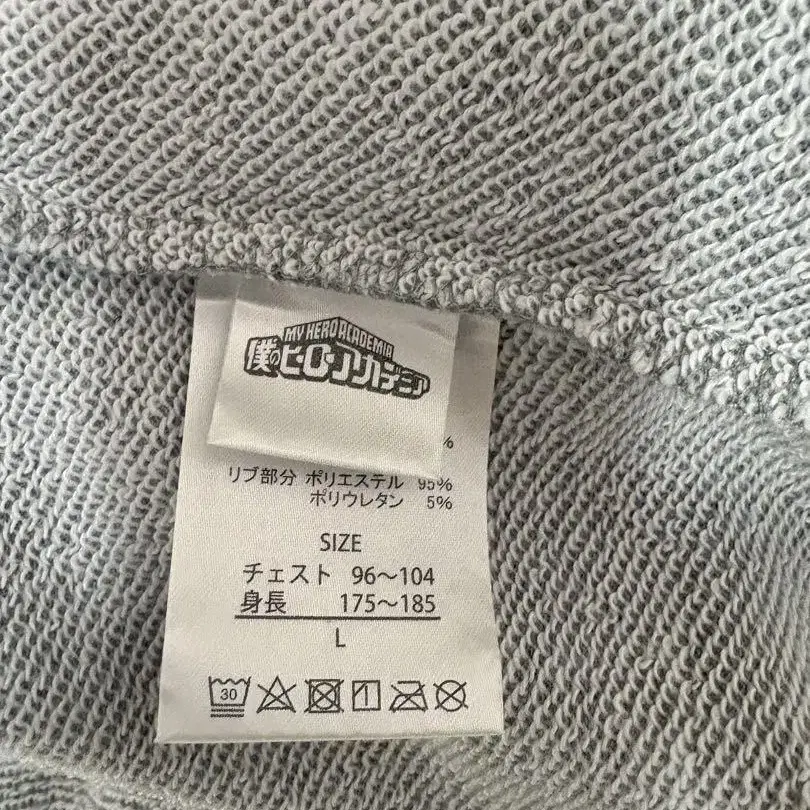 MY HERO ACADEMIA
僕のヒーローアカデミア
%
リブ部分 ポリエステル 95%
ポリウレタン 5%
SIZE
チェスト 96〜104
身長 175〜185
L
30